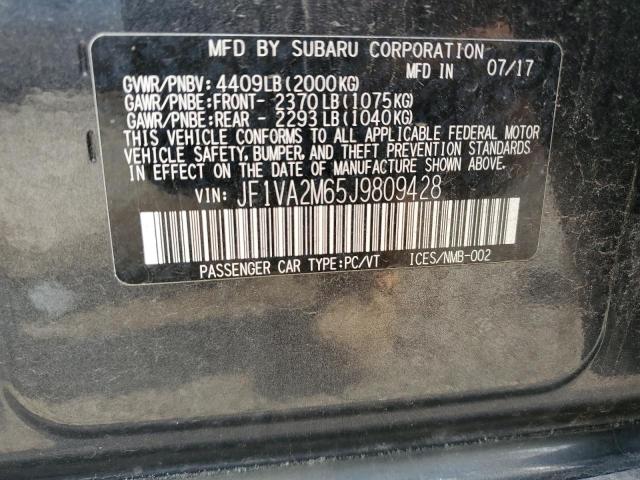 MFD BY SUBARU CORPORATION
MFD IN 07/17
GVWR/PNBV: 4409LB(2000KG)
GAWR/PNBE:FRONT- 2370LB(1075KG)
GAWR/PNBE:REAR - 2293LB(1040KG)
THIS VEHICLE CONFORMS TO ALL APPLICABLE FEDERAL MOTOR
VEHICLE SAFETY, BUMPER, AND THEFT PREVENTION STANDARDS
IN EFFECT ON THE DATE OF MANUFACTURE SHOWN ABOVE.
VIN: JF1VA2M65J9809428
PASSENGER CAR TYPE:PC/VT ICES/NMB-002